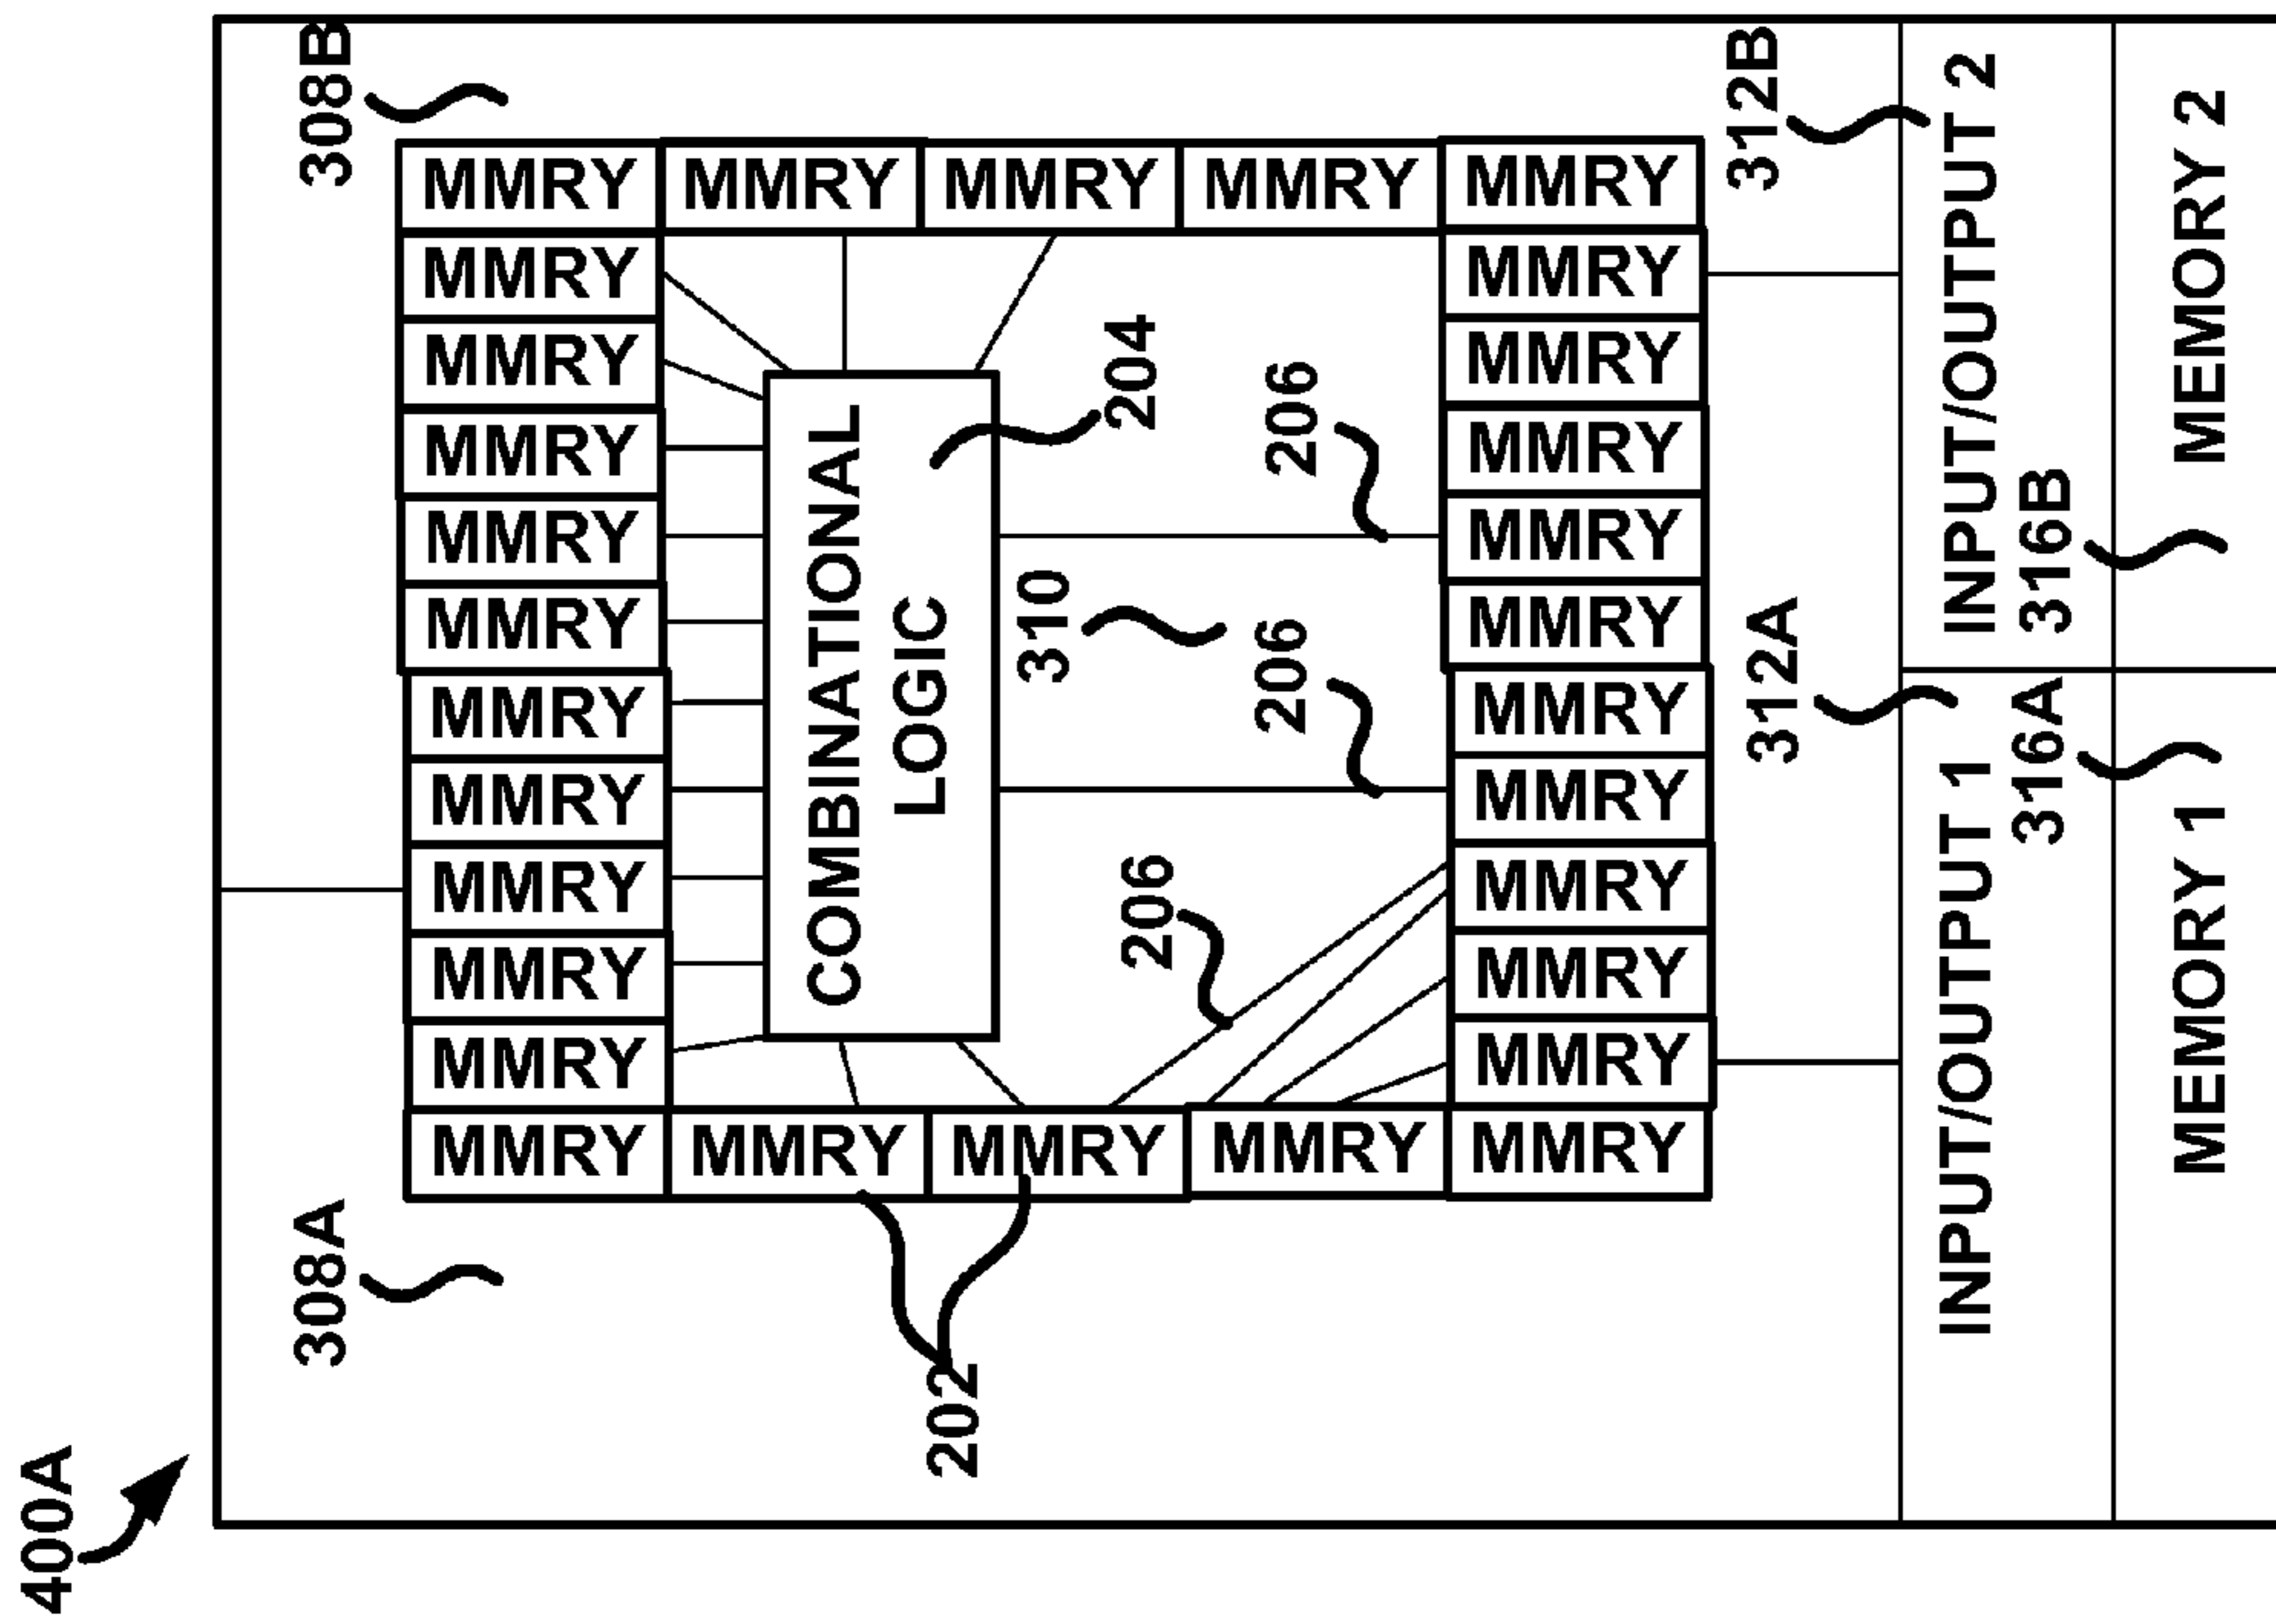 400A
308A
308B
MMRY MMRY MMRY MMRY MMRY
MMRY MMRY
MMRY MMRY
MMRY MMRY
MMRY MMRY
MMRY MMRY
MMRY MMRY
MMRY MMRY
MMRY MMRY
MMRY MMRY
MMRY MMRY
MMRY MMRY MMRY MMRY MMRY
COMBINATIONAL
LOGIC
202
204
310
206
206
206
312A
312B
INPUT/OUTPUT 1
INPUT/OUTPUT 2
316A
316B
MEMORY 1
MEMORY 2